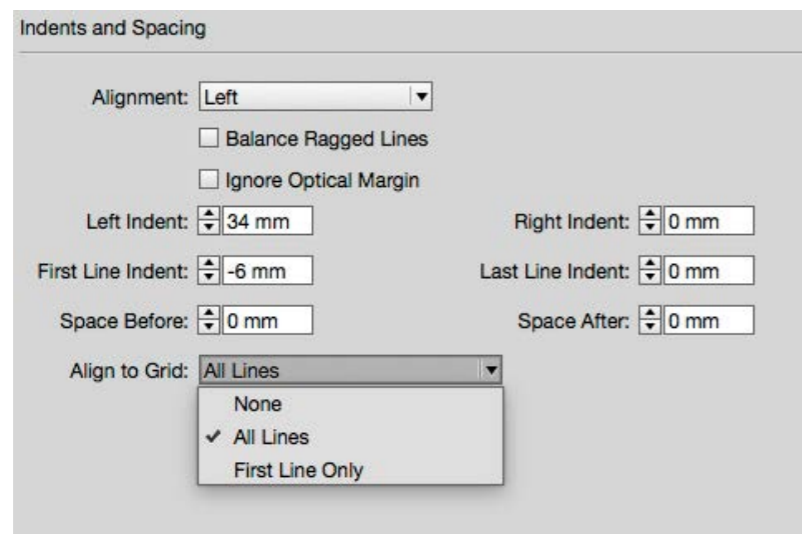 Indents and Spacing
Alignment: Left
Balance Ragged Lines
Ignore Optical Margin
Left Indent: 34 mm Right Indent: 0 mm
First Line Indent: -6 mm Last Line Indent: 0 mm
Space Before: 0 mm Space After: 0 mm
Align to Grid: All Lines
None
✓ All Lines
First Line Only